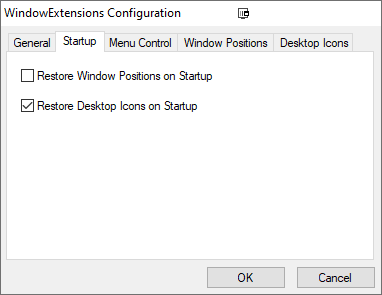 WindowExtensions Configuration
General Startup Menu Control Window Positions Desktop Icons
Restore Window Positions on Startup
Restore Desktop Icons on Startup
OK Cancel